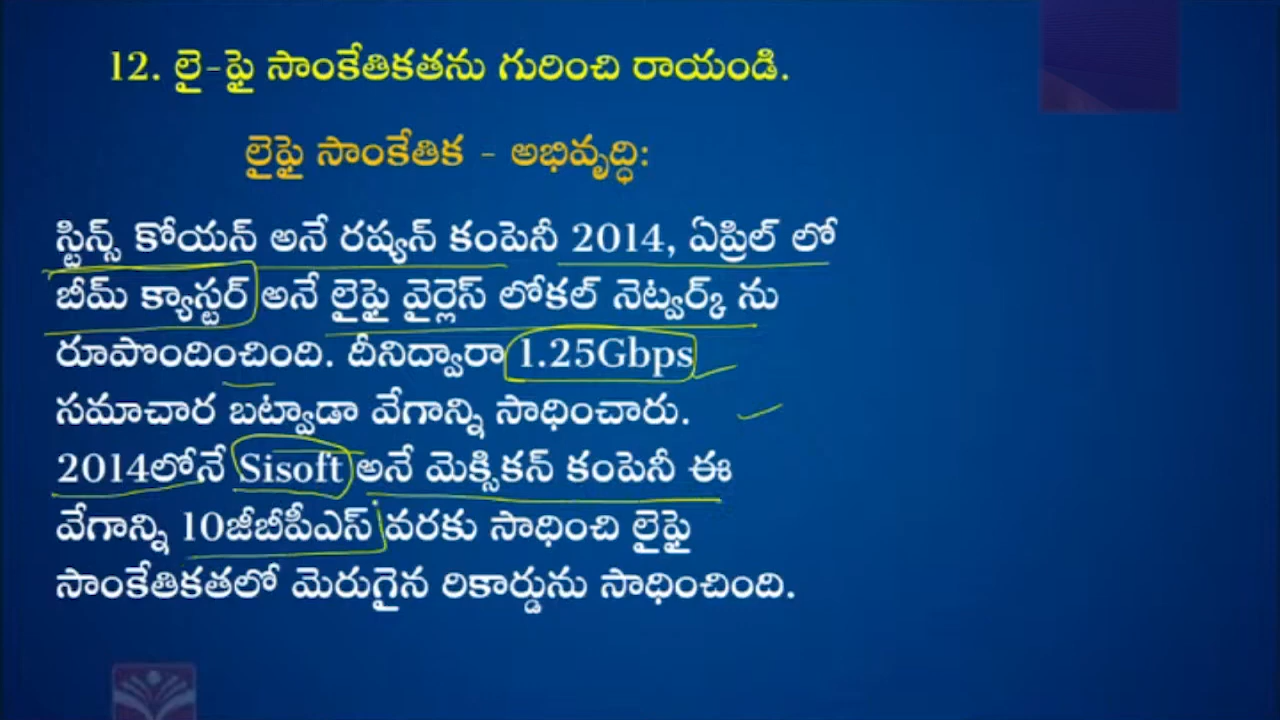 12. లై-ఫై సాంకేతికతను గురించి రాయండి.
లైఫై సాంకేతిక - అభివృద్ధి:
స్టిన్స్ కోయన్ అనే రష్యన్ కంపెనీ 2014, ఏప్రిల్ లో
బీమ్ క్యాస్టర్ అనే లైఫై వైర్లెస్ లోకల్ నెట్వర్క్ ను
రూపొందించింది. దీనిద్వారా 1.25Gbps
సమాచార బట్వాడా వేగాన్ని సాధించారు.
2014లోనే Sisoft అనే మెక్సికన్ కంపెనీ ఈ
వేగాన్ని 10జీబీపీఎస్ వరకు సాధించి లైఫై
సాంకేతికతలో మెరుగైన రికార్డును సాధించింది.